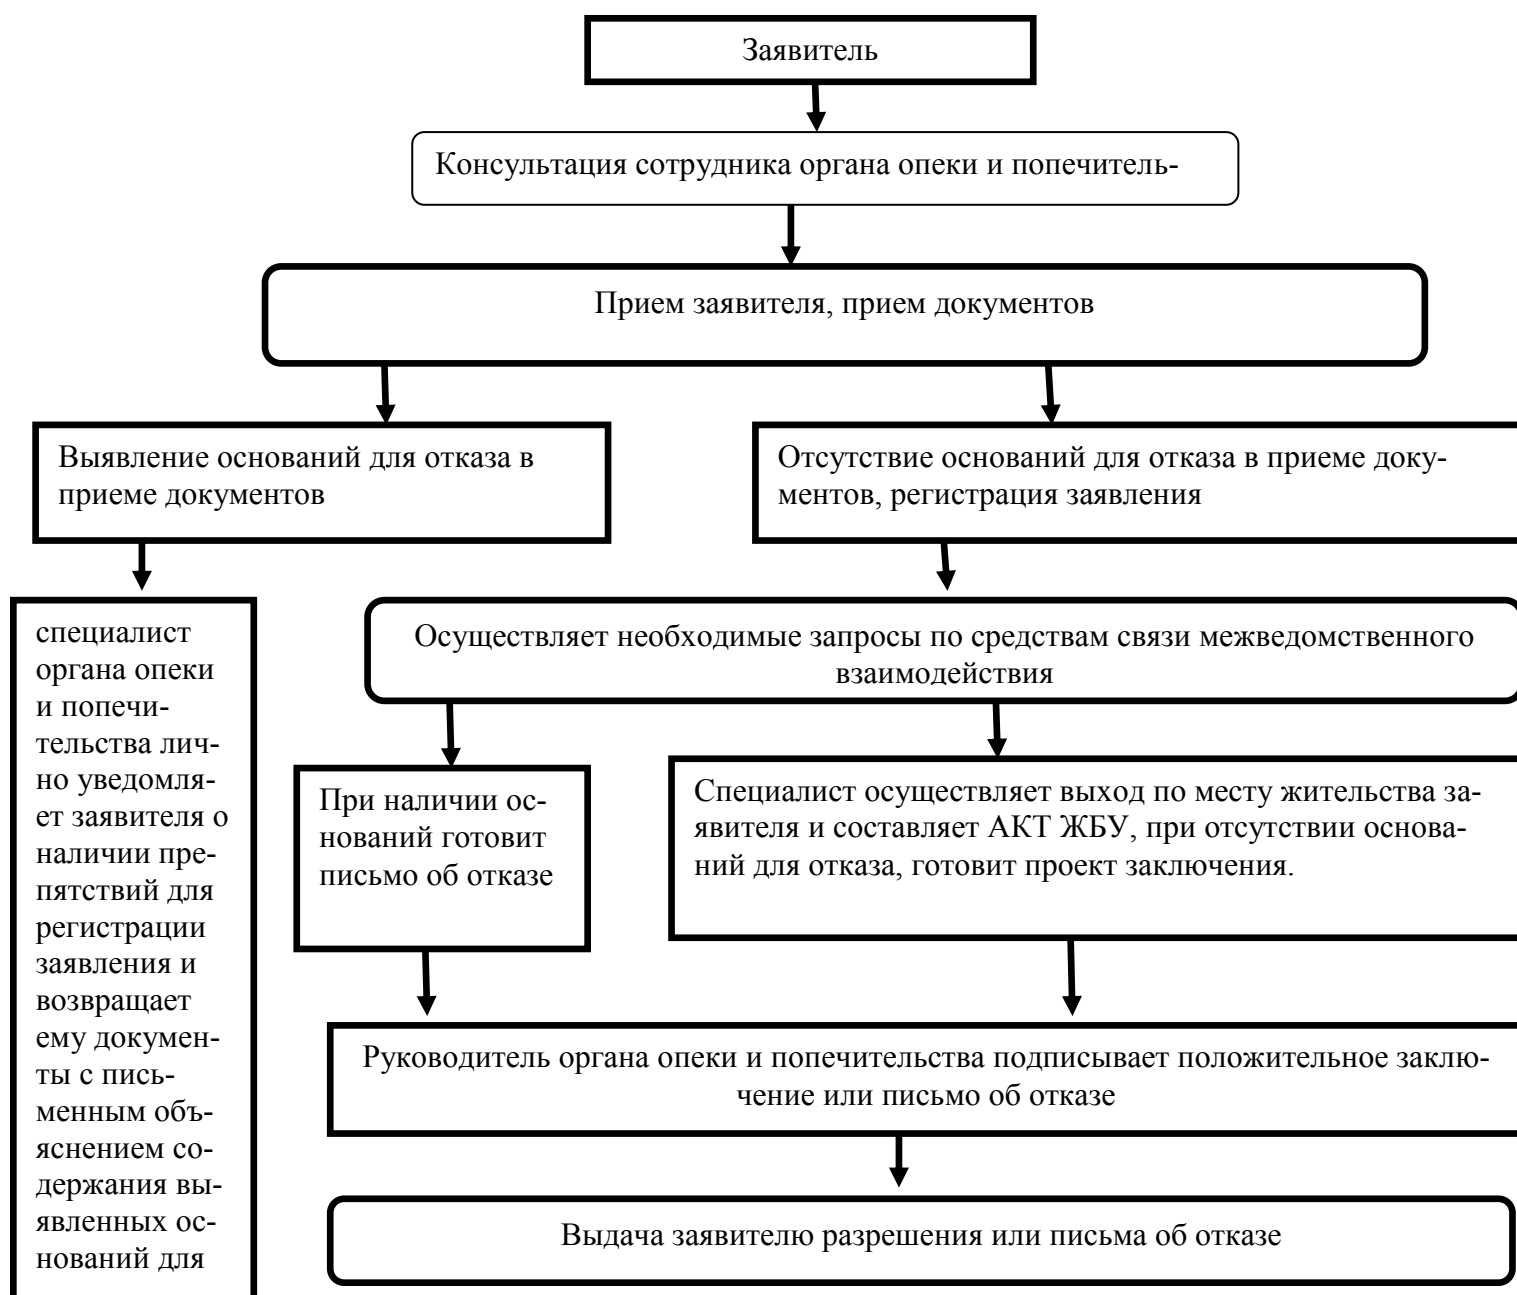 Заявитель
Консультация сотрудника органа опеки и попечитель-
Прием заявителя, прием документов
Выявление оснований для отказа в
приеме документов
Отсутствие оснований для отказа в приеме доку-
ментов, регистрация заявления
специалист
органа опеки
и попечи-
тельства лич-
но уведомля-
ет заявителя о
наличии пре-
пятствий для
регистрации
заявления и
возвращает
ему докумен-
ты с пись-
менным объ-
яснением со-
держания вы-
явленных ос-
нований для
Осуществляет необходимые запросы по средствам связи межведомственного
взаимодействия
При наличии ос-
нований готовит
письмо об отказе
Специалист осуществляет выход по месту жительства за-
явителя и составляет АКТ ЖБУ, при отсутствии основа-
ний для отказа, готовит проект заключения.
Руководитель органа опеки и попечительства подписывает положительное заклю-
чение или письмо об отказе
Выдача заявителю разрешения или письма об отказе